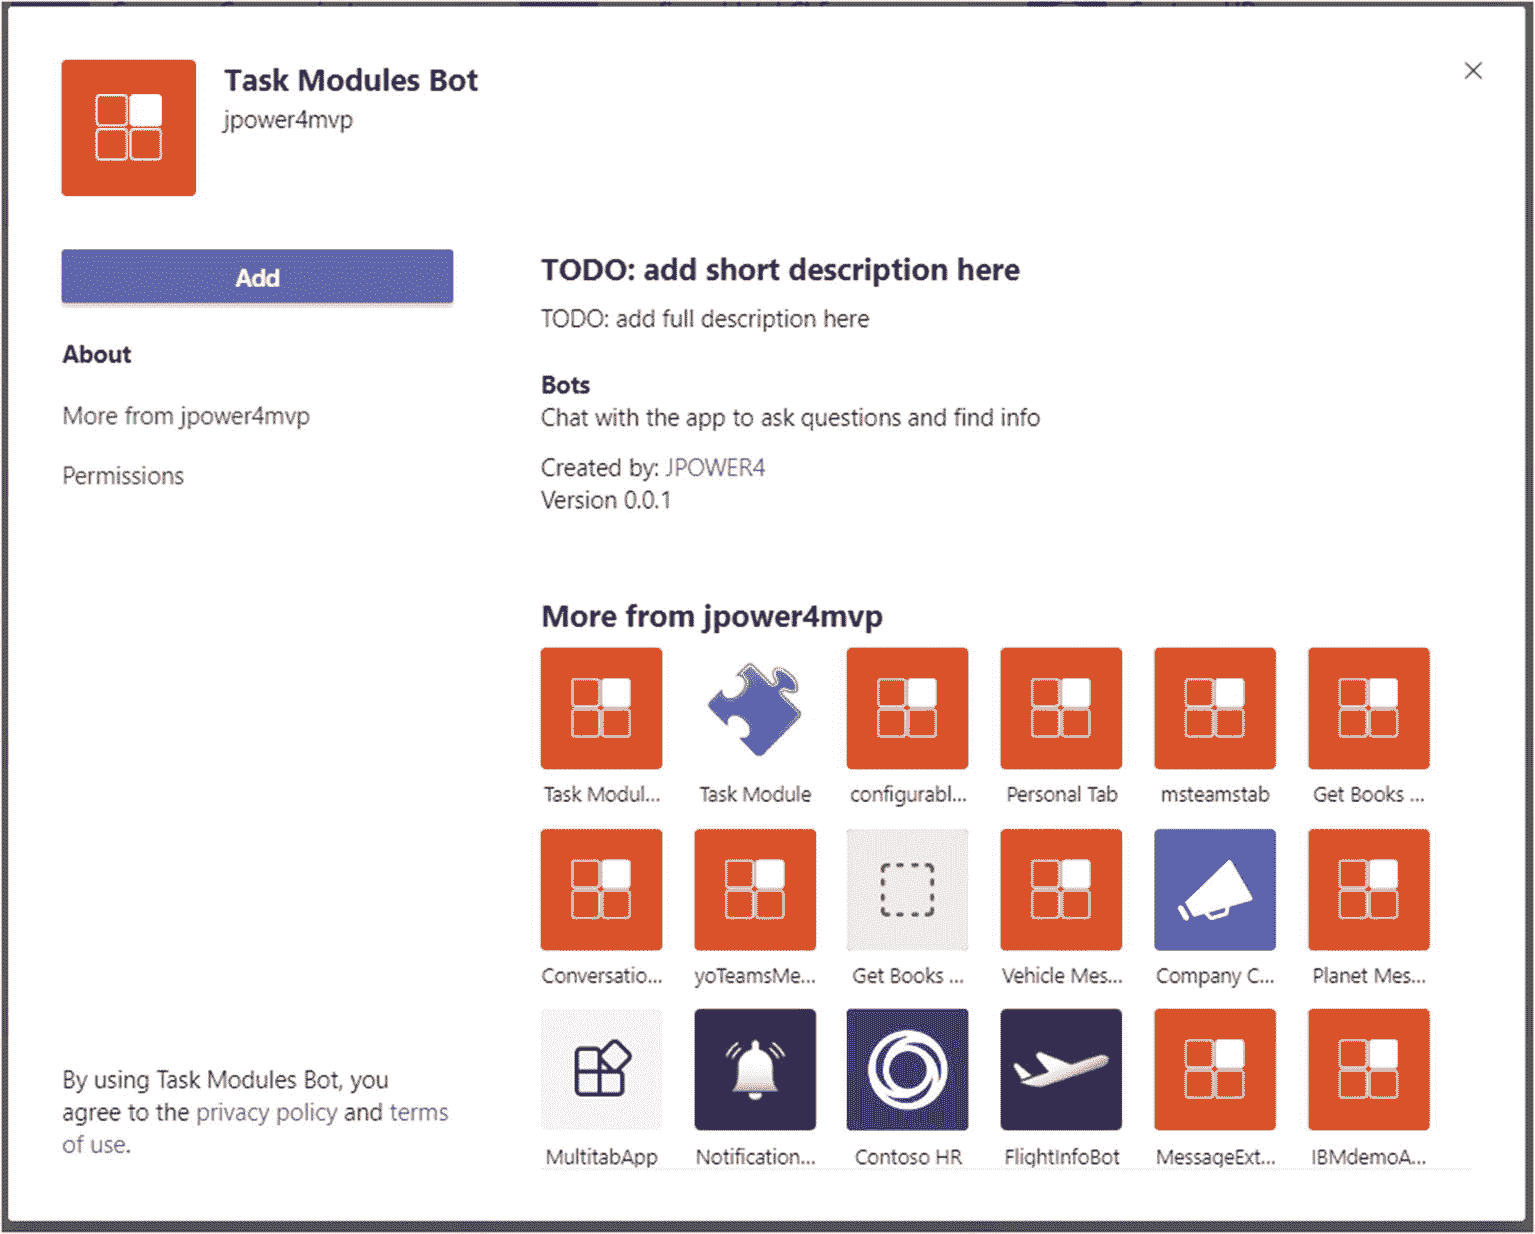 Task Modules Bot
jpower4mvp
Add
About
More from jpower4mvp
Permissions
TODO: add short description here
TODO: add full description here
Bots
Chat with the app to ask questions and find info
Created by: JPOWER4
Version 0.0.1
More from jpower4mvp
Task Modul... Task Module configurabl... Personal Tab msteamstab Get Books ...
Conversatio... yoTeamsMe... Get Books ... Vehicle Mes... Company C... Planet Mes...
MultitabApp Notification... Contoso HR FlightInfoBot MessageExt... IBMdemoA...
By using Task Modules Bot, you
agree to the privacy policy and terms
of use.